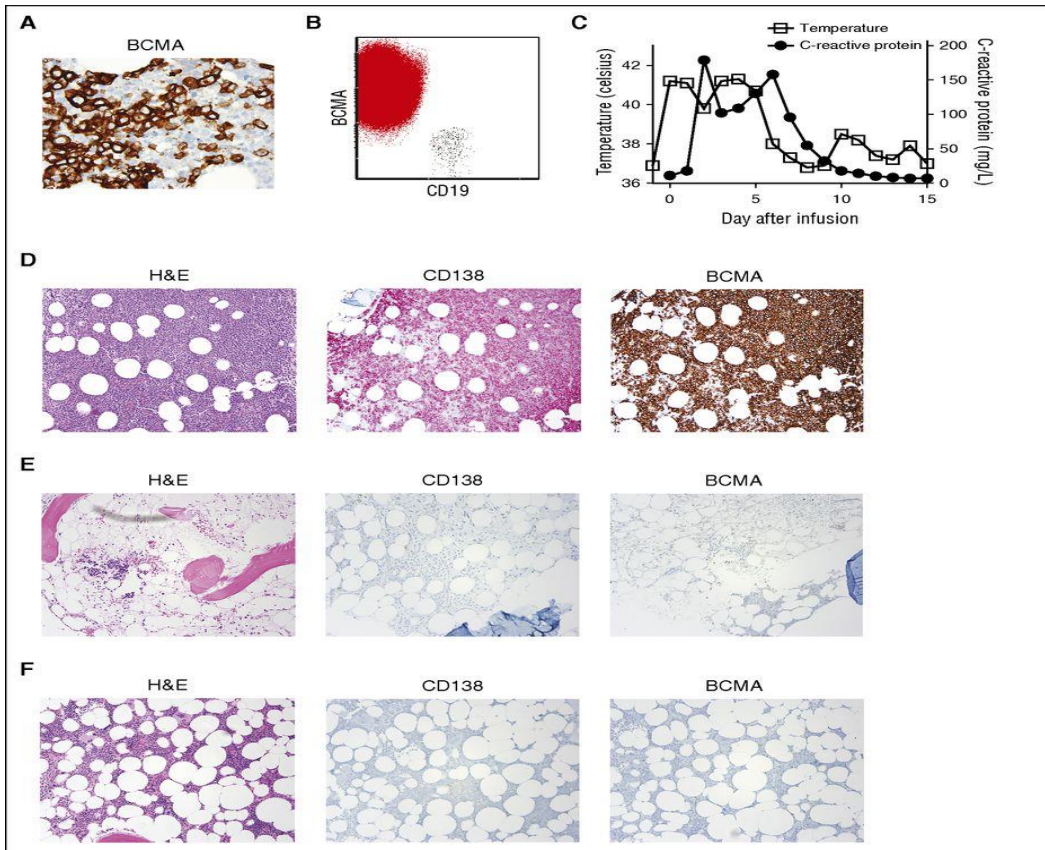 A
BCMA
B
BCMA
CD19
C
Temperature
C-reactive protein
Temperature (celsius)
42
40
38
36
C-reactive protein (mg/L)
200
150
100
50
0
0
5
10
15
Day after infusion
D
H&E
CD138
BCMA
E
H&E
CD138
BCMA
F
H&E
CD138
BCMA